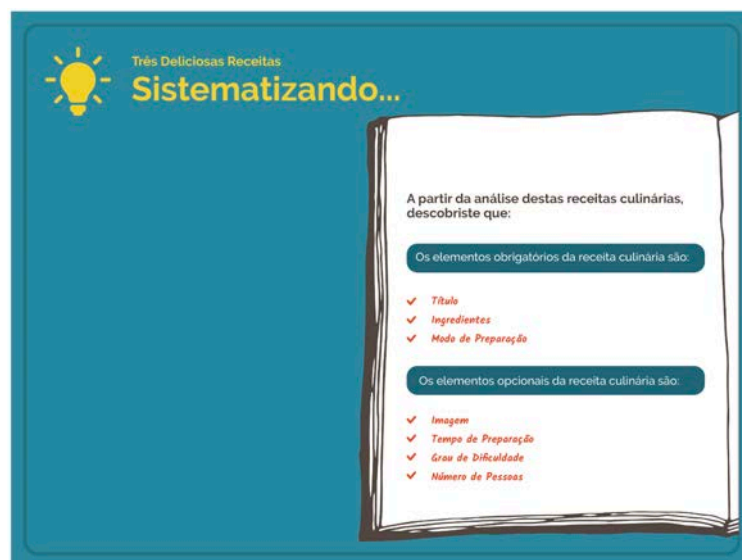 Três Deliciosas Receitas
Sistematizando...
A partir da análise destas receitas culinárias,
descobriste que:
Os elementos obrigatórios da receita culinária são:
Título
Ingredientes
Modo de Preparação
Os elementos opcionais da receita culinária são:
Imagem
Tempo de Preparação
Grau de Dificuldade
Número de Pessoas